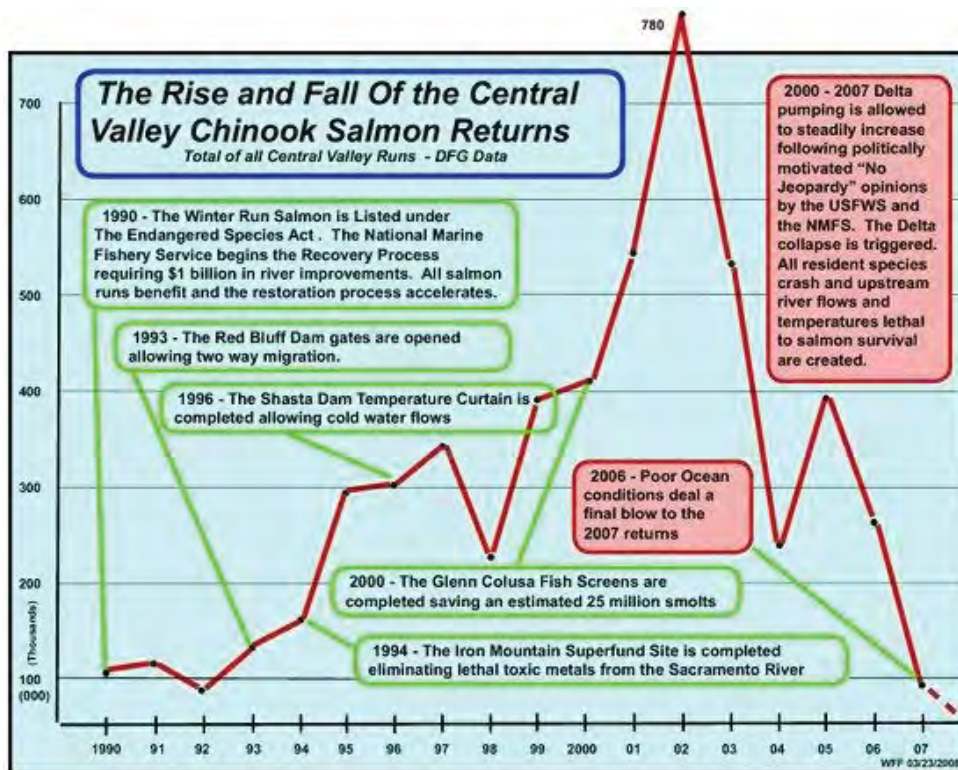 780
The Rise and Fall Of the Central
Valley Chinook Salmon Returns
Total of all Central Valley Runs - DFG Data
2000 - 2007 Delta
pumping is allowed
to steadily increase
following politically
motivated “No
Jeopardy” opinions
by the USFWS and
the NMFS. The Delta
collapse is triggered.
All resident species
crash and upstream
river flows and
temperatures lethal
to salmon survival
are created.
1990 - The Winter Run Salmon is Listed under
The Endangered Species Act . The National Marine
Fishery Service begins the Recovery Process
requiring $1 billion in river improvements. All salmon
runs benefit and the restoration process accelerates.
1993 - The Red Bluff Dam gates are opened
allowing two way migration.
1996 - The Shasta Dam Temperature Curtain is
completed allowing cold water flows
2006 - Poor Ocean
conditions deal a
final blow to the
2007 returns
2000 - The Glenn Colusa Fish Screens are
completed saving an estimated 25 million smolts
1994 - The Iron Mountain Superfund Site is completed
eliminating lethal toxic metals from the Sacramento River
700
600
500
400
300
200
100
(000)
(Thousands)
1990 91 92 93 94 95 96 97 98 99 2000 01 02 03 04 05 06 07
WFF 03/23/2008